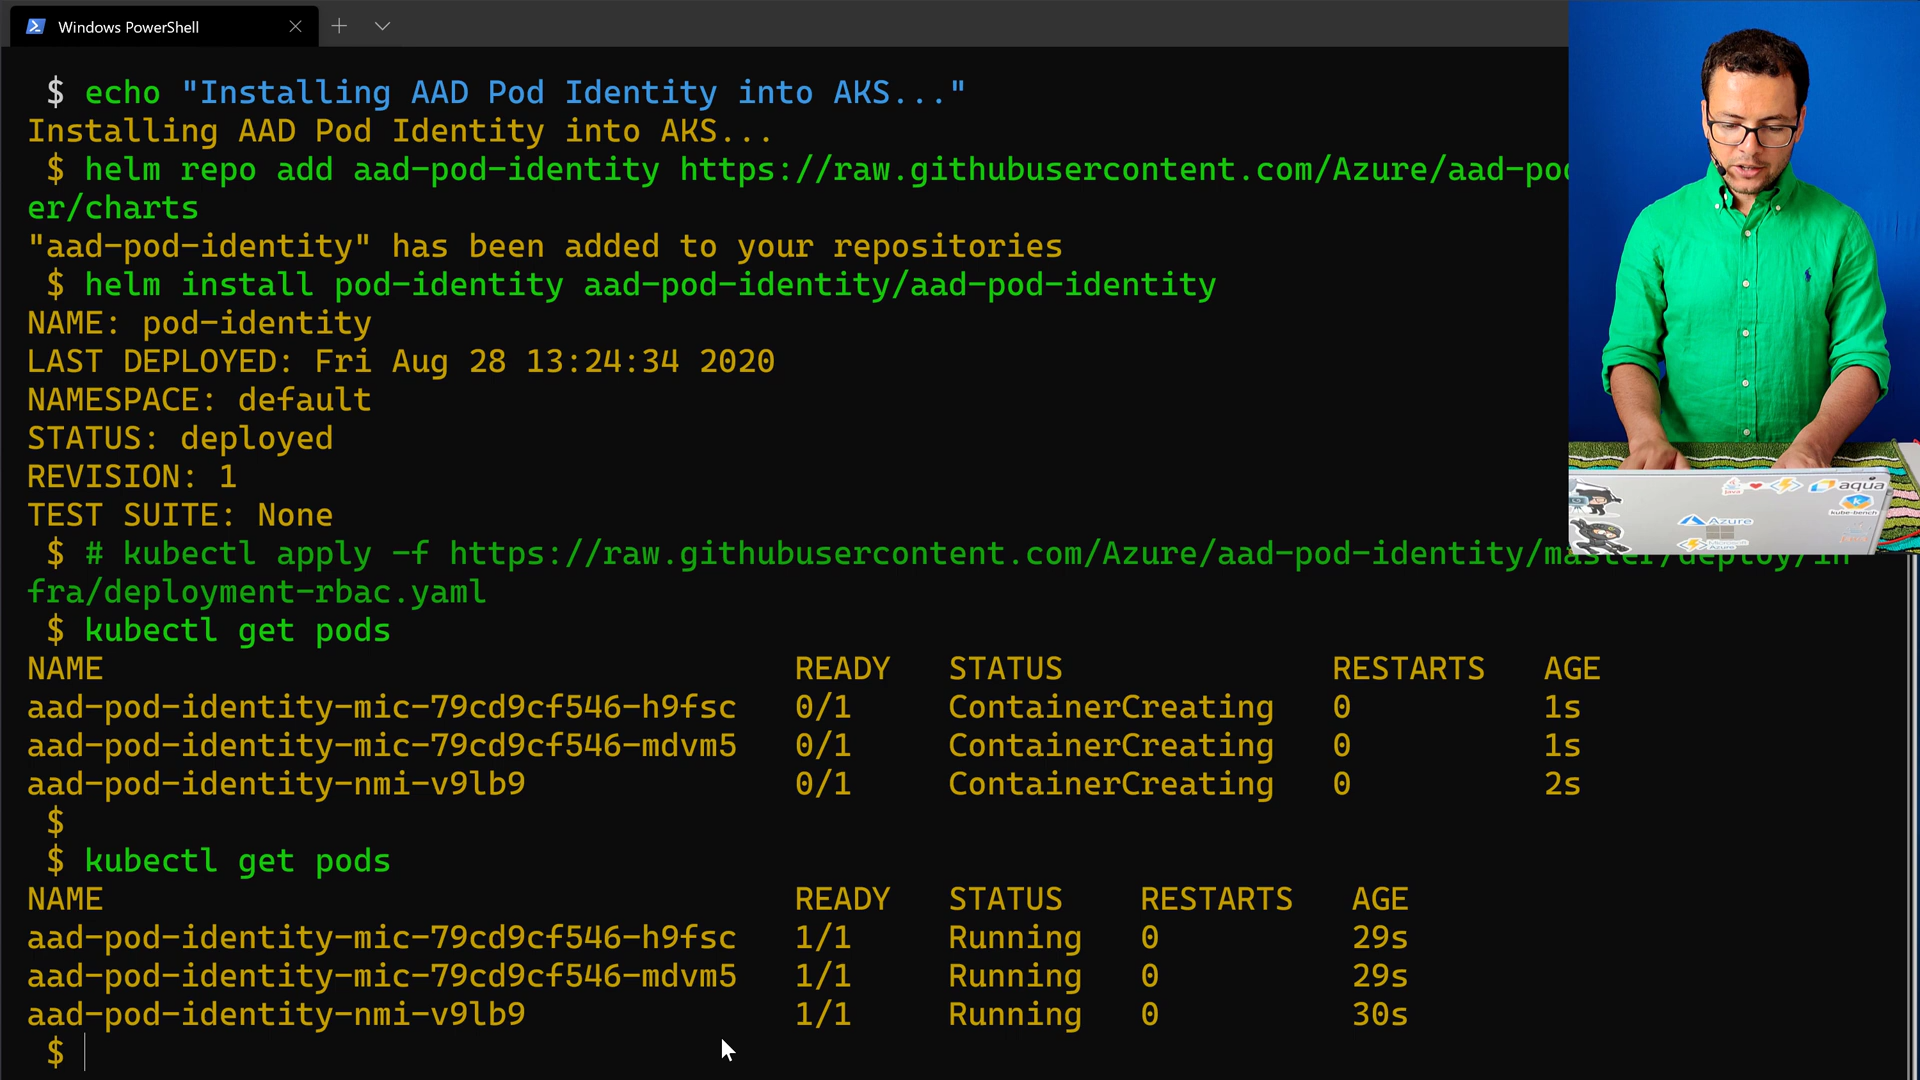 Windows PowerShell
$ echo "Installing AAD Pod Identity into AKS..."
Installing AAD Pod Identity into AKS...
$ helm repo add aad-pod-identity https://raw.githubusercontent.com/Azure/aad-pod
er/charts
"aad-pod-identity" has been added to your repositories
$ helm install pod-identity aad-pod-identity/aad-pod-identity
NAME: pod-identity
LAST DEPLOYED: Fri Aug 28 13:24:34 2020
NAMESPACE: default
STATUS: deployed
REVISION: 1
TEST SUITE: None
$ # kubectl apply -f https://raw.githubusercontent.com/Azure/aad-pod-identity/master/deploy/in
fra/deployment-rbac.yaml
$ kubectl get pods
NAME READY STATUS RESTARTS AGE
aad-pod-identity-mic-79cd9cf546-h9fsc 0/1 ContainerCreating 0 1s
aad-pod-identity-mic-79cd9cf546-mdvm5 0/1 ContainerCreating 0 1s
aad-pod-identity-nmi-v9lb9 0/1 ContainerCreating 0 2s
$
$ kubectl get pods
NAME READY STATUS RESTARTS AGE
aad-pod-identity-mic-79cd9cf546-h9fsc 1/1 Running 0 29s
aad-pod-identity-mic-79cd9cf546-mdvm5 1/1 Running 0 29s
aad-pod-identity-nmi-v9lb9 1/1 Running 0 30s
$
aqua
kube-bench
Azure